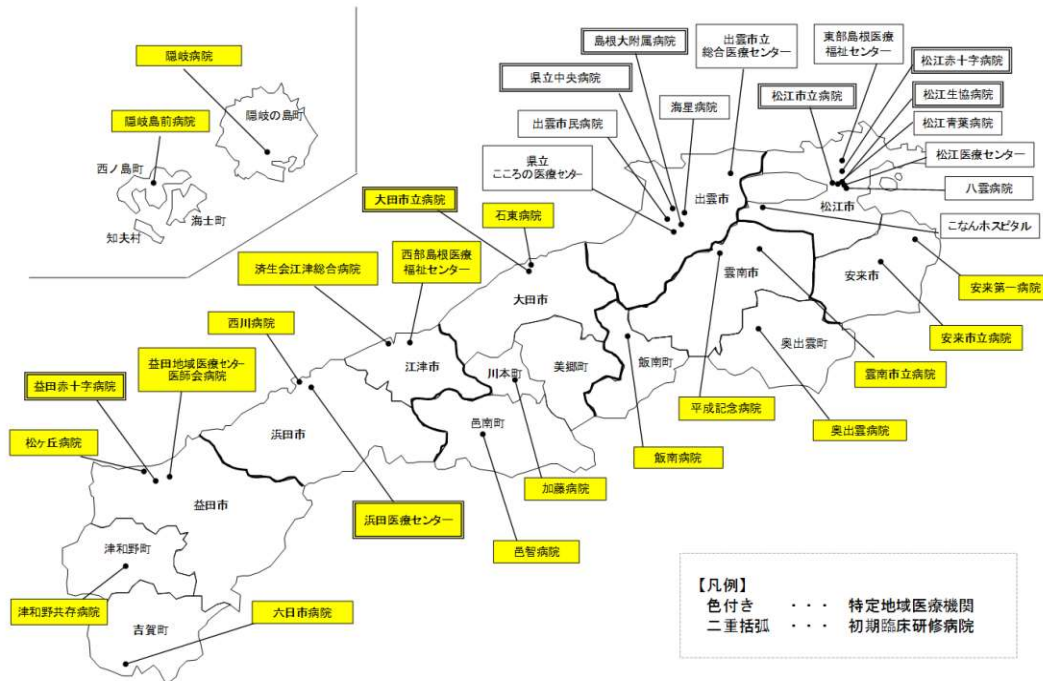 隠岐病院
隠岐島前病院
隠岐の島町
西ノ島町
海士町
知夫村
島根大附属病院
県立中央病院
出雲市民病院
県立
こころの医療センター
海星病院
出雲市立
総合医療センター
東部島根医療
福祉センター
松江市立病院
松江赤十字病院
松江生協病院
松江青葉病院
松江医療センター
八雲病院
こなんホスピタル
出雲市
松江市
安来市
雲南市
奥出雲町
飯南町
大田市
美郷町
川本町
邑南町
江津市
浜田市
益田市
津和野町
吉賀町
大田市立病院
石東病院
済生会江津総合病院
西部島根医療
福祉センター
西川病院
益田地域医療センター
医師会病院
益田赤十字病院
松ヶ丘病院
安来第一病院
安来市立病院
雲南市立病院
奥出雲病院
平成記念病院
飯南病院
加藤病院
邑智病院
浜田医療センター
津和野共存病院
六日市病院
【凡例】
色付き ・・・ 特定地域医療機関
二重括弧 ・・・ 初期臨床研修病院